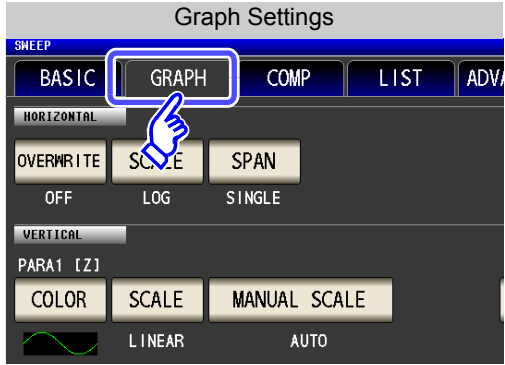 Graph Settings
SWEEP
BASIC GRAPH COMP LIST ADVA
HORIZONTAL
OVERWRITE SCALE SPAN
OFF LOG SINGLE
VERTICAL
PARA1 [Z]
COLOR SCALE MANUAL SCALE
LINEAR AUTO